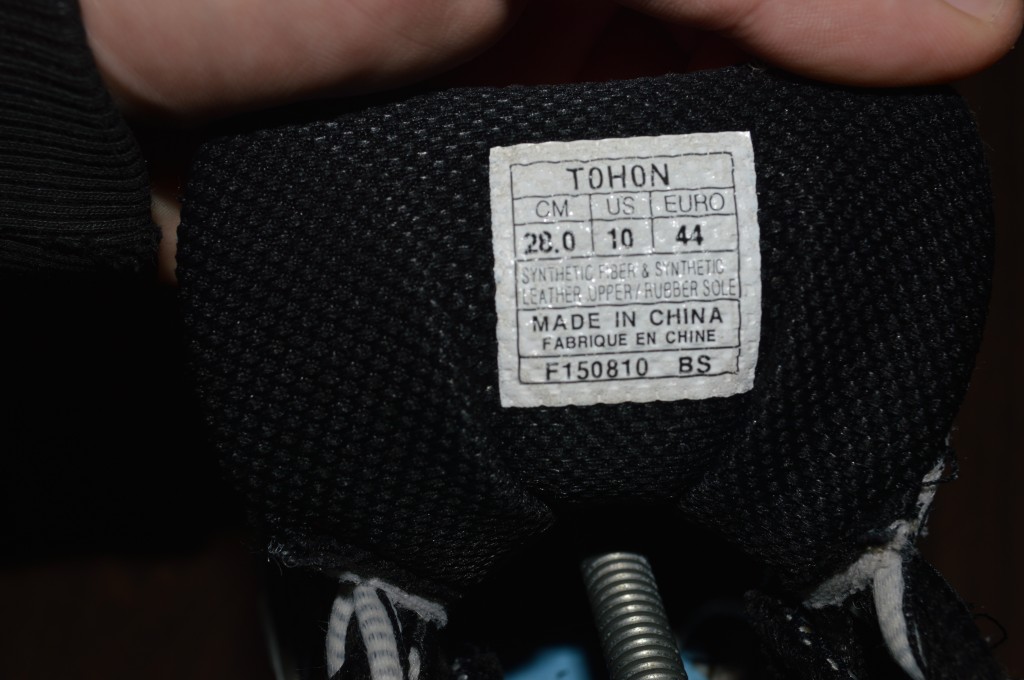 TOHON
CM US EURO
28.0 10 44
SYNTHETIC FIBER & SYNTHETIC
LEATHER UPPER/RUBBER SOLE
MADE IN CHINA
FABRIQUE EN CHINE
F150810 BS